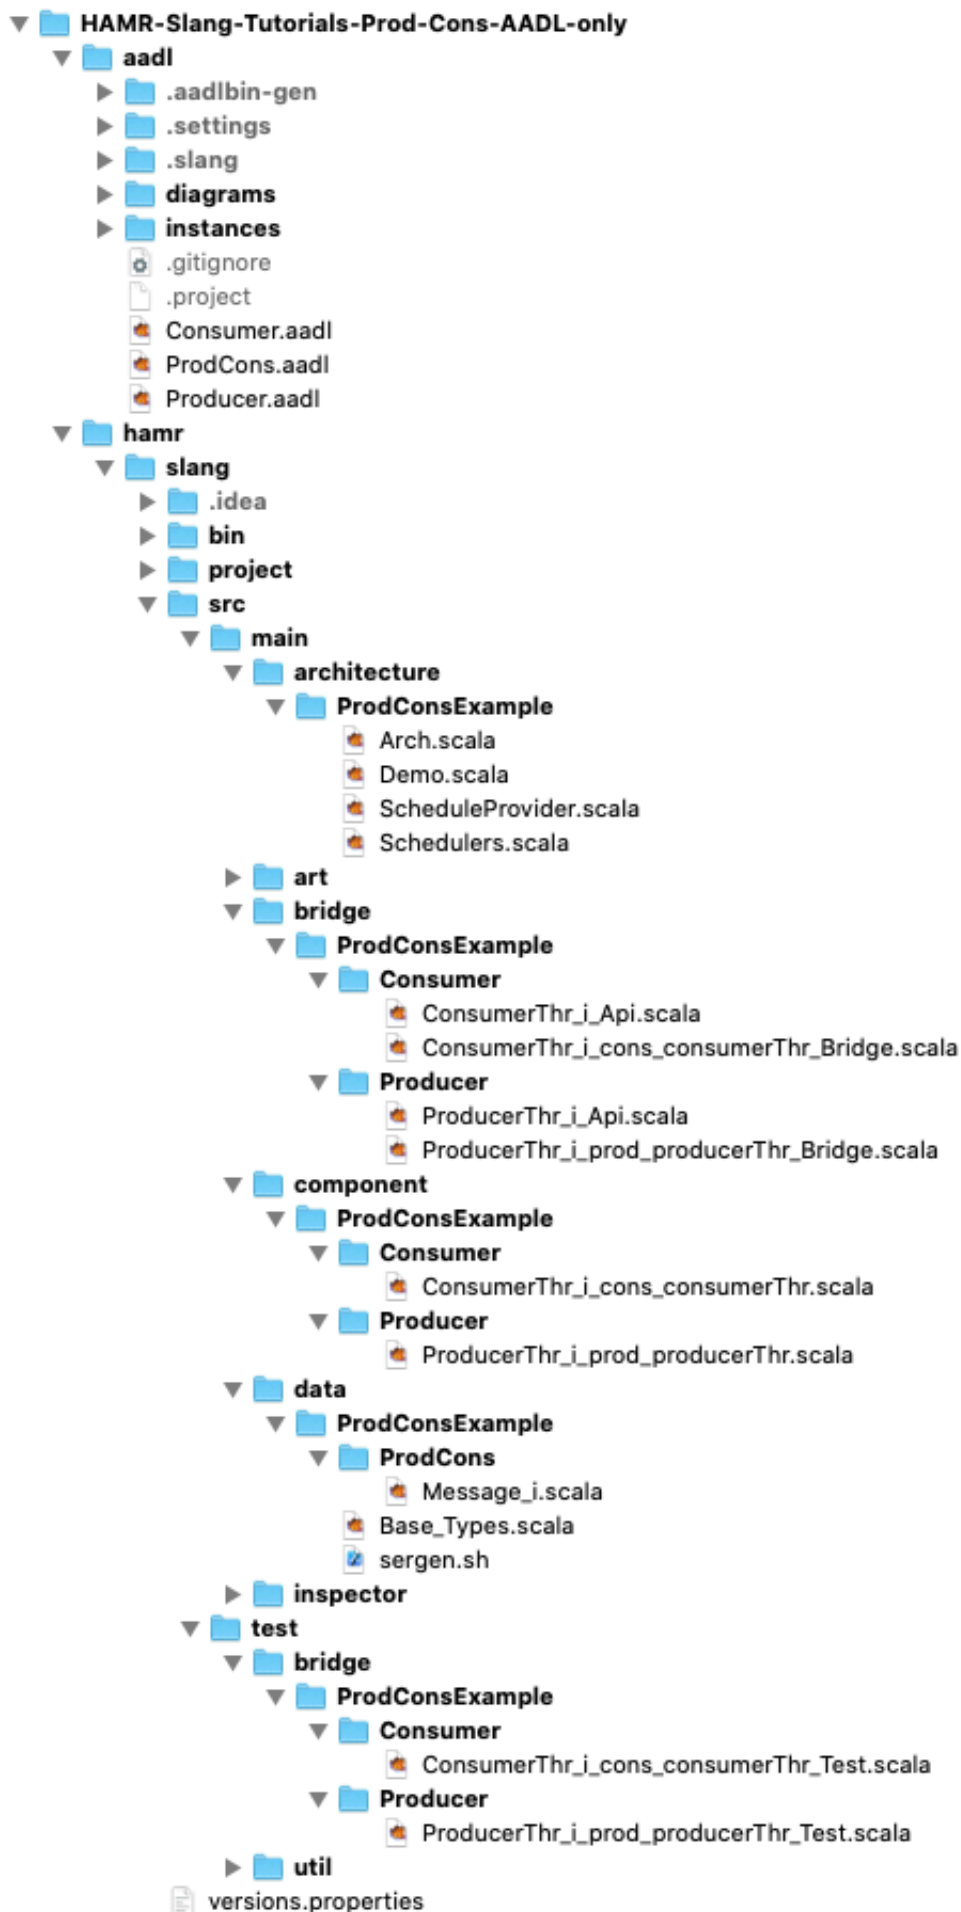 HAMR-Slang-Tutorials-Prod-Cons-AADL-only
aadl
.aadlbin-gen
.settings
.slang
diagrams
instances
.gitignore
.project
Consumer.aadl
ProdCons.aadl
Producer.aadl
hamr
slang
.idea
bin
project
src
main
architecture
ProdConsExample
Arch.scala
Demo.scala
ScheduleProvider.scala
Schedulers.scala
art
bridge
ProdConsExample
Consumer
ConsumerThr_i_Api.scala
ConsumerThr_i_cons_consumerThr_Bridge.scala
Producer
ProducerThr_i_Api.scala
ProducerThr_i_prod_producerThr_Bridge.scala
component
ProdConsExample
Consumer
ConsumerThr_i_cons_consumerThr.scala
Producer
ProducerThr_i_prod_producerThr.scala
data
ProdConsExample
ProdCons
Message_i.scala
Base_Types.scala
sergen.sh
inspector
test
bridge
ProdConsExample
Consumer
ConsumerThr_i_cons_consumerThr_Test.scala
Producer
ProducerThr_i_prod_producerThr_Test.scala
util
versions.properties